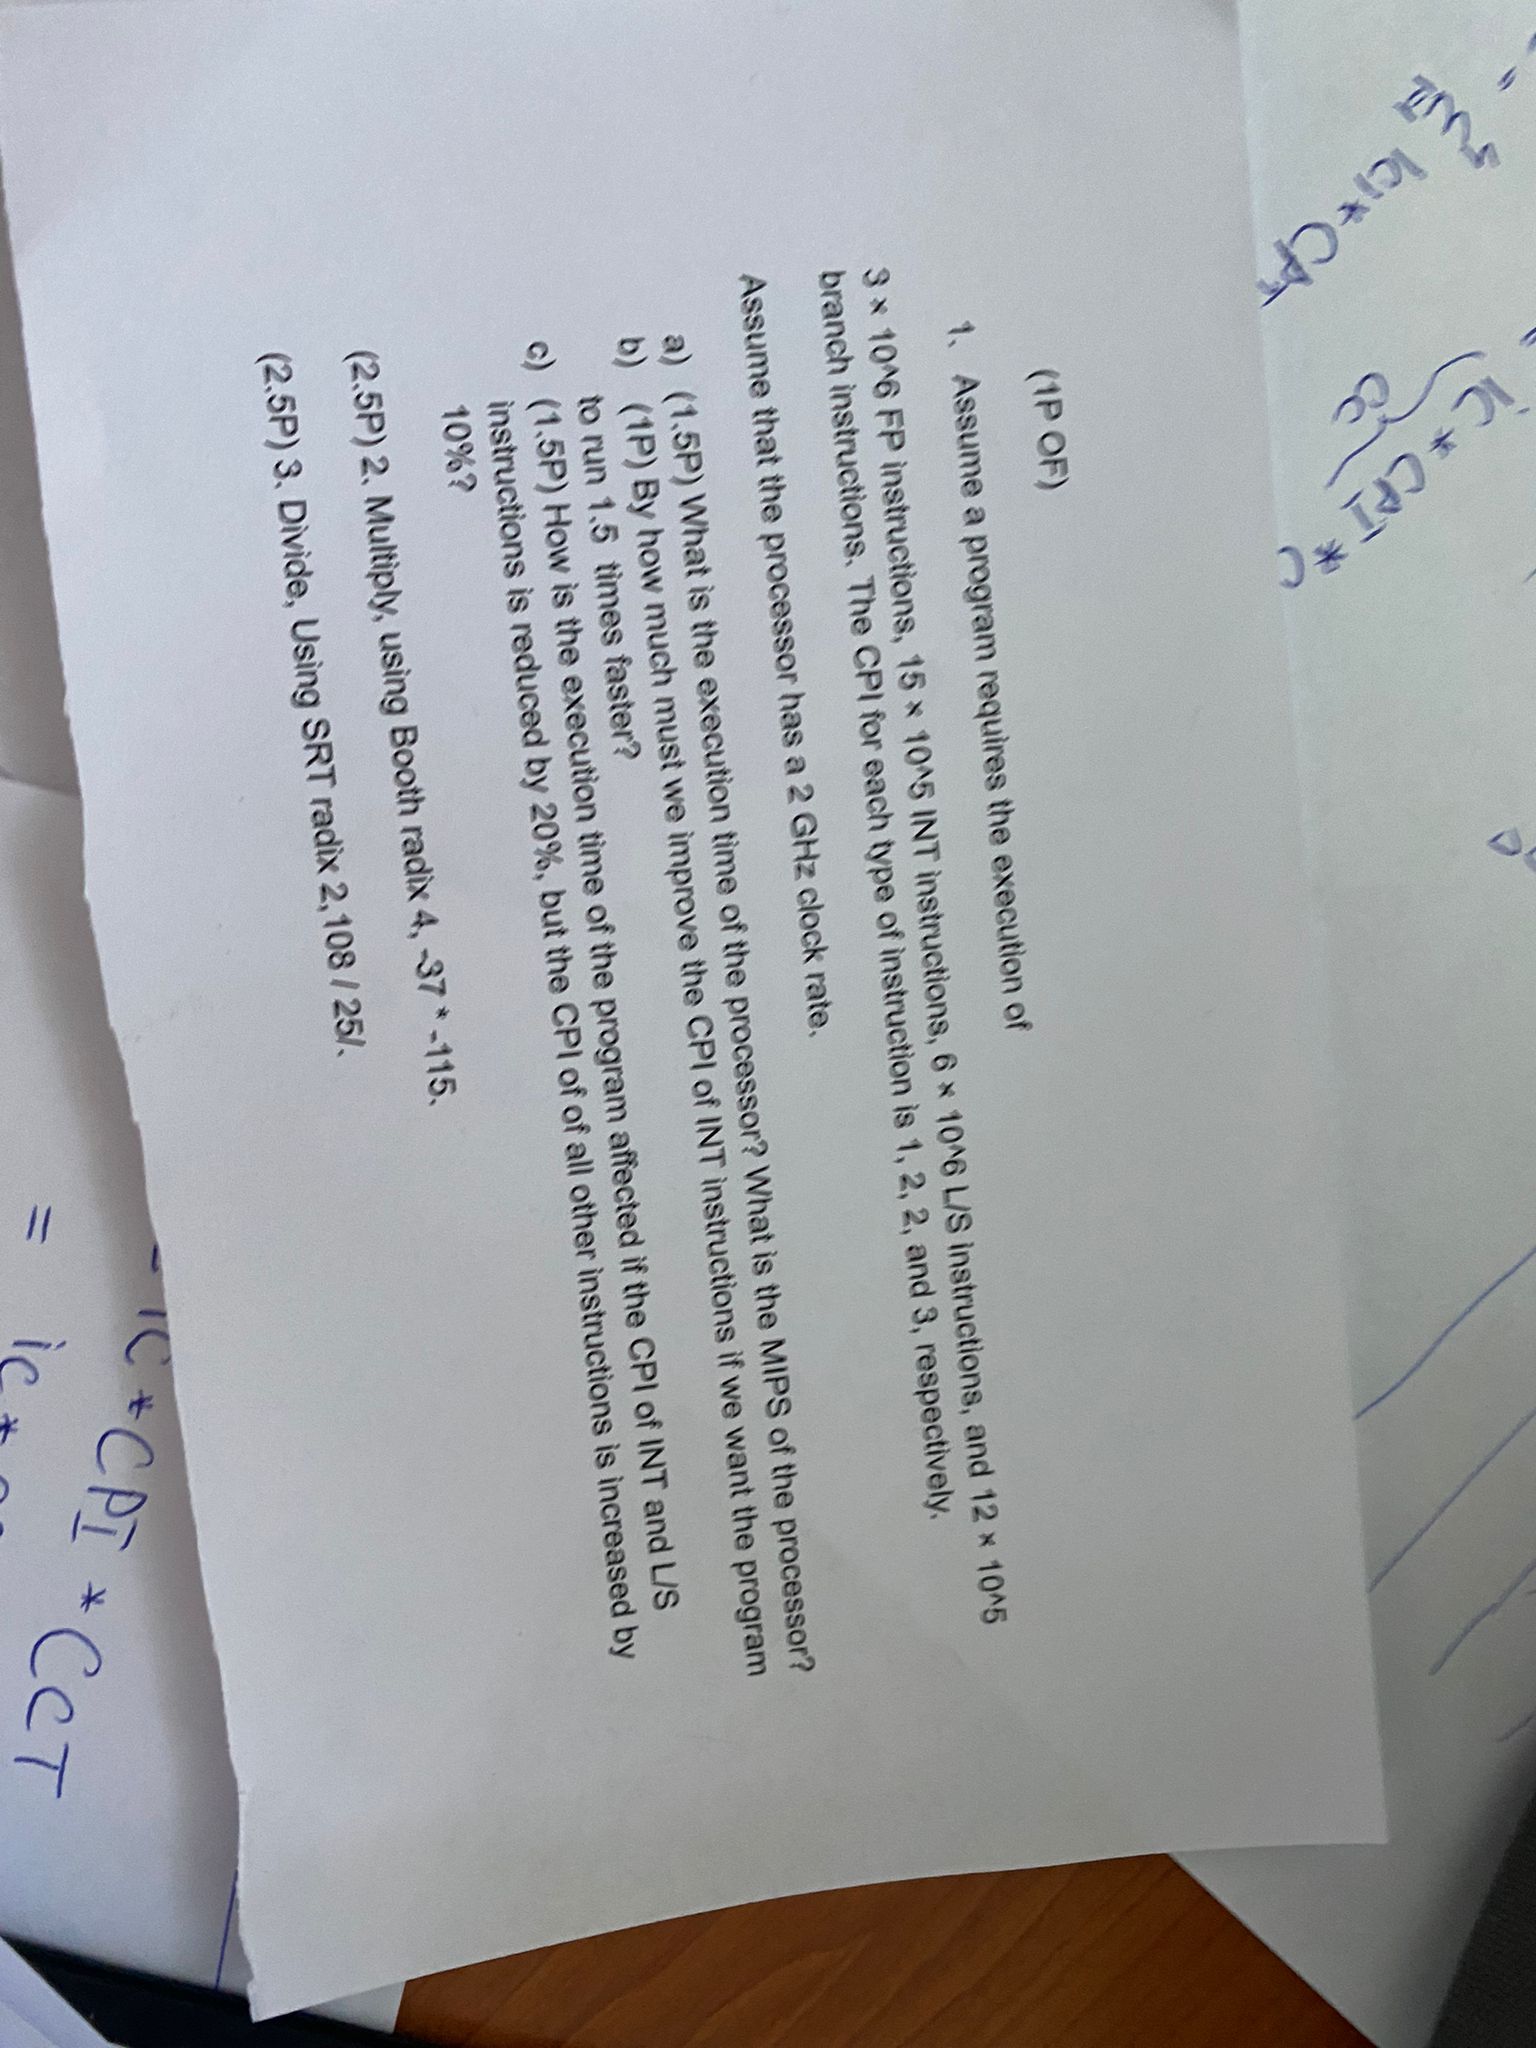 (1P OF)
1. Assume a program requires the execution of
3 × 10^6 FP instructions, 15 × 10^5 INT instructions, 6 × 10^6 L/S instructions, and 12 × 10^5
branch instructions. The CPI for each type of instruction is 1, 2, 2, and 3, respectively.
Assume that the processor has a 2 GHz clock rate.
a) (1.5P) What is the execution time of the processor? What is the MIPS of the processor?
b) (1P) By how much must we improve the CPI of INT instructions if we want the program
to run 1.5 times faster?
c) (1.5P) How is the execution time of the program affected if the CPI of INT and L/S
instructions is reduced by 20%, but the CPI of of all other instructions is increased by
10%?
(2.5P) 2. Multiply, using Booth radix 4, -37 * -115.
(2.5P) 3. Divide, Using SRT radix 2,108 / 25/.
ic * CPI * C
CC
IC * CPI * CCT
= ic *